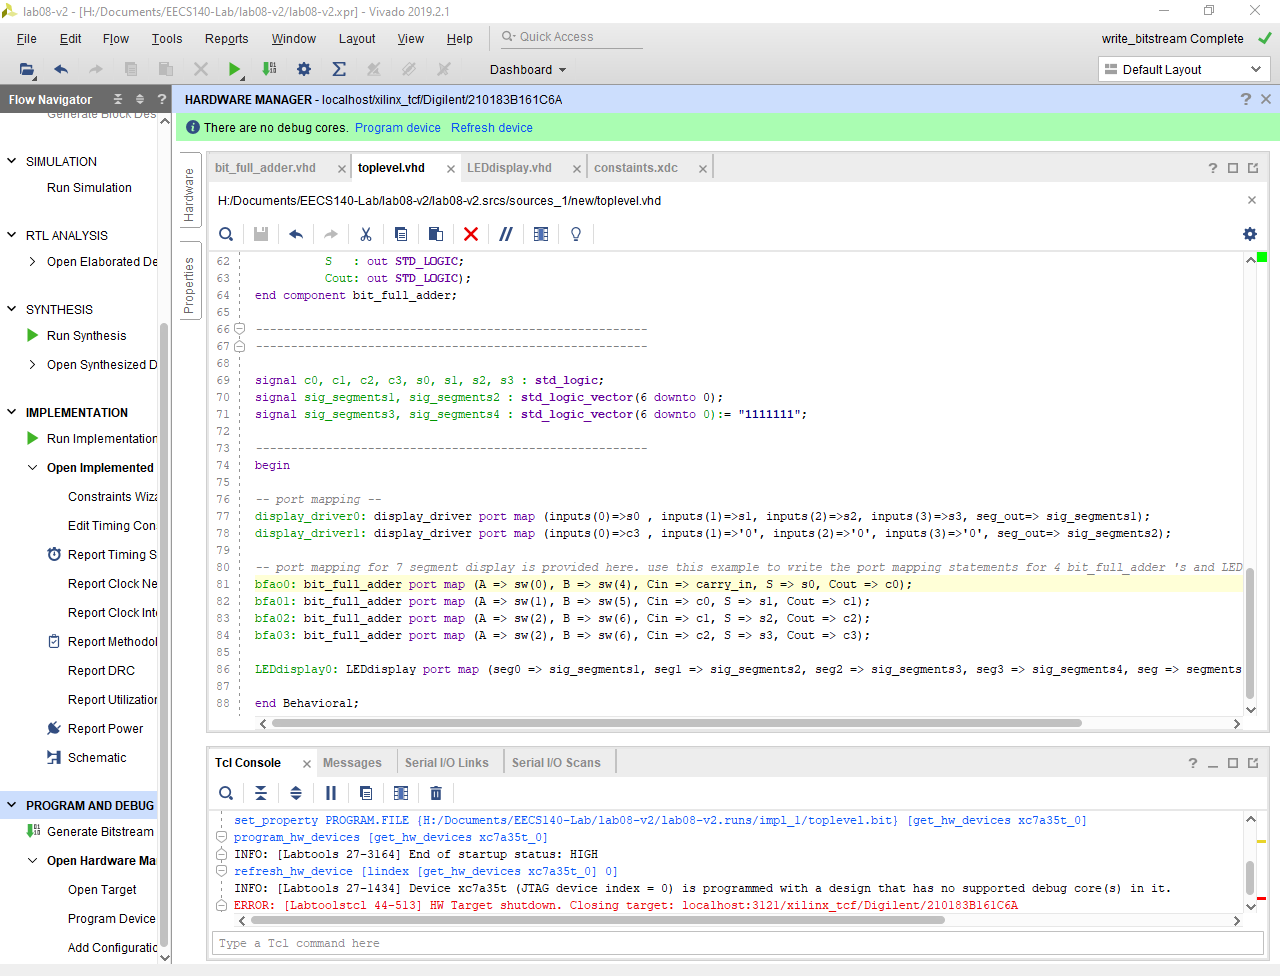 lab08-v2 - [H:/Documents/EECS140-Lab/lab08-v2/lab08-v2.xpr] - Vivado 2019.2.1
File Edit Flow Tools Reports Window Layout View Help Quick Access write_bitstream Complete
Dashboard Default Layout
Flow Navigator
HARDWARE MANAGER - localhost/xilinx_tcf/Digilent/210183B161C6A
There are no debug cores. Program device Refresh device
Generate Block Des
SIMULATION
Run Simulation
RTL ANALYSIS
Open Elaborated De
SYNTHESIS
Run Synthesis
Open Synthesized D
IMPLEMENTATION
Run Implementation
Open Implemented
Constraints Wiza
Edit Timing Con
Report Timing S
Report Clock Ne
Report Clock Inte
Report Methodol
Report DRC
Report Utilization
Report Power
Schematic
PROGRAM AND DEBUG
Generate Bitstream
Open Hardware Ma
Open Target
Program Device
Add Configuratio
Hardware
Properties
bit_full_adder.vhd toplevel.vhd LEDdisplay.vhd constaints.xdc
H:/Documents/EECS140-Lab/lab08-v2/lab08-v2.srcs/sources_1/new/toplevel.vhd
62 S : out STD_LOGIC;
63 Cout: out STD_LOGIC);
64 end component bit_full_adder;
65
66 --------------------------------------------------------
67 --------------------------------------------------------
68
69 signal c0, c1, c2, c3, s0, s1, s2, s3 : std_logic;
70 signal sig_segments1, sig_segments2 : std_logic_vector(6 downto 0);
71 signal sig_segments3, sig_segments4 : std_logic_vector(6 downto 0):= "1111111";
72
73 --------------------------------------------------------
74 begin
75
76 -- port mapping --
77 display_driver0: display_driver port map (inputs(0)=>s0 , inputs(1)=>s1, inputs(2)=>s2, inputs(3)=>s3, seg_out=> sig_segments1);
78 display_driver1: display_driver port map (inputs(0)=>c3 , inputs(1)=>'0', inputs(2)=>'0', inputs(3)=>'0', seg_out=> sig_segments2);
79
80 -- port mapping for 7 segment display is provided here. use this example to write the port mapping statements for 4 bit_full_adder 's and LED
81 bfao0: bit_full_adder port map (A => sw(0), B => sw(4), Cin => carry_in, S => s0, Cout => c0);
82 bfa01: bit_full_adder port map (A => sw(1), B => sw(5), Cin => c0, S => s1, Cout => c1);
83 bfa02: bit_full_adder port map (A => sw(2), B => sw(6), Cin => c1, S => s2, Cout => c2);
84 bfa03: bit_full_adder port map (A => sw(2), B => sw(6), Cin => c2, S => s3, Cout => c3);
85
86 LEDdisplay0: LEDdisplay port map (seg0 => sig_segments1, seg1 => sig_segments2, seg2 => sig_segments3, seg3 => sig_segments4, seg => segments
87
88 end Behavioral;
Tcl Console Messages Serial I/O Links Serial I/O Scans
set_property PROGRAM.FILE {H:/Documents/EECS140-Lab/lab08-v2/lab08-v2.runs/impl_1/toplevel.bit} [get_hw_devices xc7a35t_0]
program_hw_devices [get_hw_devices xc7a35t_0]
INFO: [Labtools 27-3164] End of startup status: HIGH
refresh_hw_device [lindex [get_hw_devices xc7a35t_0] 0]
INFO: [Labtools 27-1434] Device xc7a35t (JTAG device index = 0) is programmed with a design that has no supported debug core(s) in it.
ERROR: [Labtoolstcl 44-513] HW Target shutdown. Closing target: localhost:3121/xilinx_tcf/Digilent/210183B161C6A
Type a Tcl command here